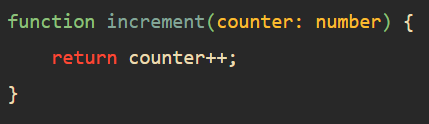 function increment(counter: number) {
    return counter++;
}